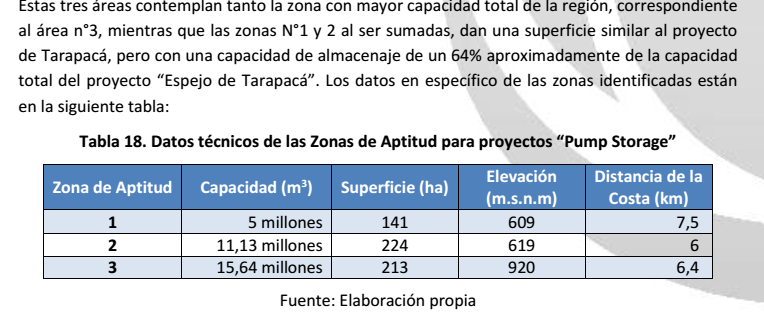 Estas tres áreas contemplan tanto la zona con mayor capacidad total de la región, correspondiente
al área n°3, mientras que las zonas N°1 y 2 al ser sumadas, dan una superficie similar al proyecto
de Tarapacá, pero con una capacidad de almacenaje de un 64% aproximadamente de la capacidad
total del proyecto “Espejo de Tarapacá”. Los datos en específico de las zonas identificadas están
en la siguiente tabla:
Tabla 18. Datos técnicos de las Zonas de Aptitud para proyectos “Pump Storage”
Zona de Aptitud Capacidad (m³) Superficie (ha) Elevación (m.s.n.m) Distancia de la Costa (km)
1 5 millones 141 609 7,5
2 11,13 millones 224 619 6
3 15,64 millones 213 920 6,4
Fuente: Elaboración propia